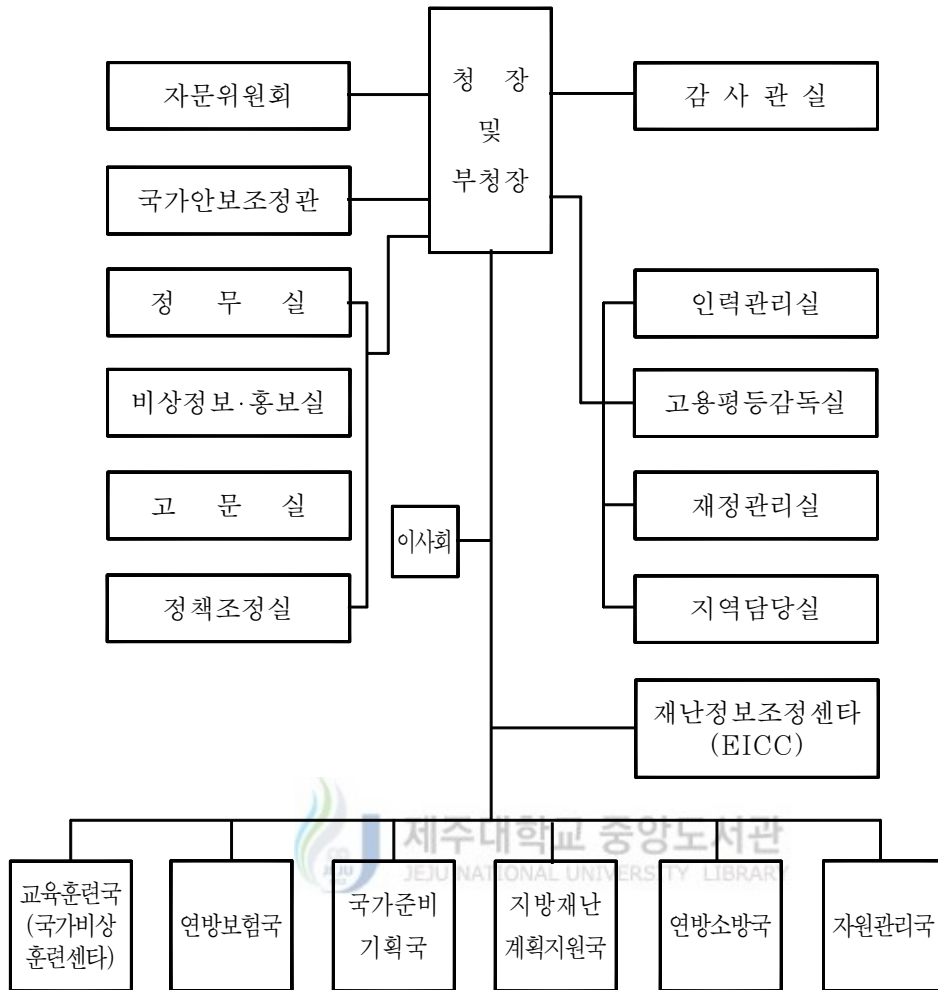 청 장
및
부청장
자문위원회
감 사 관 실
국가안보조정관
정 무 실
인력관리실
비상정보·홍보실
고용평등감독실
고 문 실
재정관리실
이사회
정책조정실
지역담당실
재난정보조정센타
(EICC)
제주대학교 중앙도서관
JEJU NATIONAL UNIVERSITY LIBRARY
교육훈련국
(국가비상
훈련센타)
연방보험국
국가준비
기획국
지방재난
계획지원국
연방소방국
자원관리국